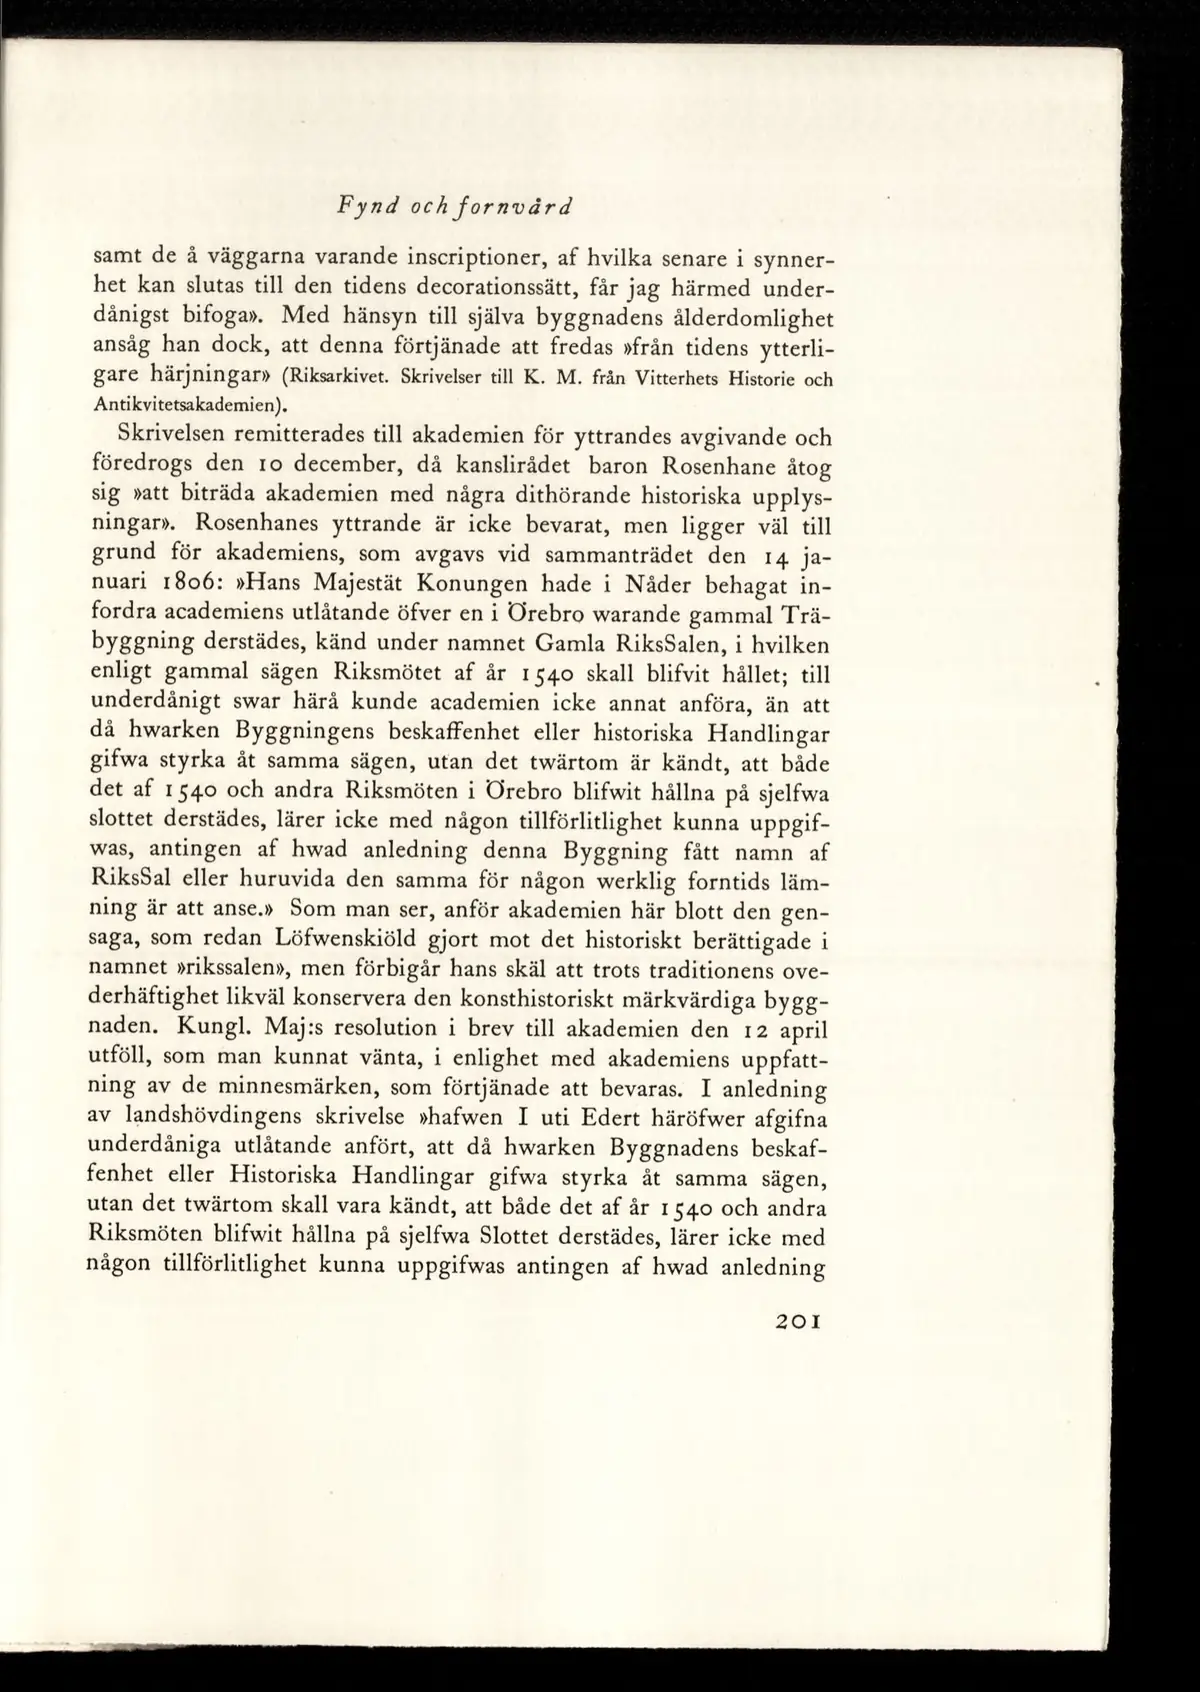 Fynd och fornvård
samt de å väggarna varande inscriptioner, af hvilka senare i synner-
het kan slutas till den tidens decorationssätt, får jag härmed under-
dånigst bifoga». Med hänsyn till själva byggnadens ålderdomlighet
ansåg han dock, att denna förtjänade att fredas »från tidens ytterli-
gare härjningar» (Riksarkivet. Skrivelser till K. M. från Vitterhets Historie och
Antikvitetsakademien).
Skrivelsen remitterades till akademien för yttrandes avgivande och
föredrogs den 10 december, då kanslirådet baron Rosenhane åtog
sig »att biträda akademien med några dithörande historiska upplys-
ningar». Rosenhanes yttrande är icke bevarat, men ligger väl till
grund för akademiens, som avgavs vid sammanträdet den 14 ja-
nuari 1806: »Hans Majestät Konungen hade i Nåder behagat in-
fordra academiens utlåtande öfver en i Örebro warande gammal Trä-
byggning derstädes, känd under namnet Gamla RiksSalen, i hvilken
enligt gammal sägen Riksmötet af år 1540 skall blifvit hållet; till
underdånigt swar härå kunde academien icke annat anföra, än att
då hwarken Byggningens beskaffenhet eller historiska Handlingar
gifwa styrka åt samma sägen, utan det twärtom är kändt, att både
det af 1540 och andra Riksmöten i Örebro blifwit hållna på sjelfwa
slottet derstädes, lärer icke med någon tillförlitlighet kunna uppgif-
was, antingen af hwad anledning denna Byggning fått namn af
RiksSal eller huruvida den samma för någon werklig forntids läm-
ning är att anse.» Som man ser, anför akademien här blott den gen-
saga, som redan Löfwenskiöld gjort mot det historiskt berättigade i
namnet »rikssalen», men förbigår hans skäl att trots traditionens ove-
derhäftighet likväl konservera den konsthistoriskt märkvärdiga bygg-
naden. Kungl. Maj:s resolution i brev till akademien den 12 april
utföll, som man kunnat vänta, i enlighet med akademiens uppfatt-
ning av de minnesmärken, som förtjänade att bevaras. I anledning
av landshövdingens skrivelse »hafwen I uti Edert häröfwer afgifna
underdåniga utlåtande anfört, att då hwarken Byggnadens beskaf-
fenhet eller Historiska Handlingar gifwa styrka åt samma sägen,
utan det twärtom skall vara kändt, att både det af år 1540 och andra
Riksmöten blifwit hållna på sjelfwa Slottet derstädes, lärer icke med
någon tillförlitlighet kunna uppgifwas antingen af hwad anledning
201